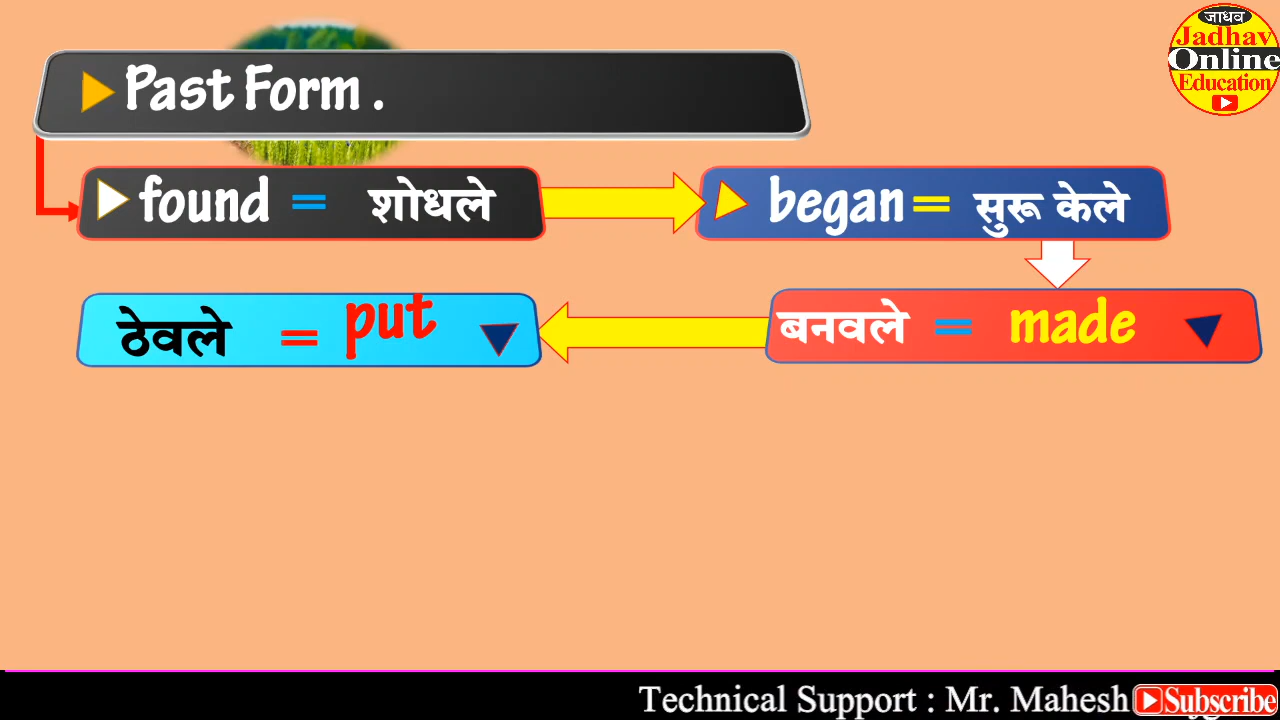 Past Form .
जाधव
Jadhav
Online
Education
found = शोधले
began = सुरू केले
बनवले = made
ठेवले = put
Technical Support : Mr. Mahesh
Subscribe